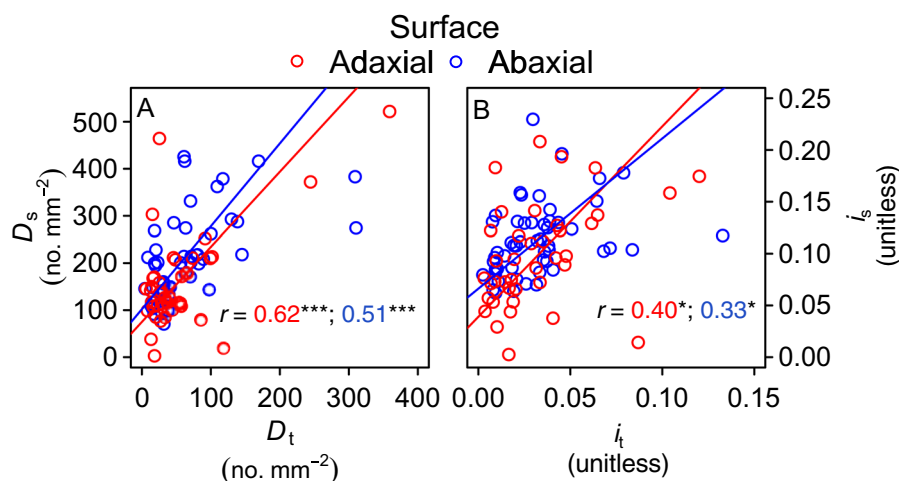 Surface
Adaxial Abaxial
A
B
500
400
300
200
100
0
Dₛ
(no. mm⁻²)
r = 0.62***; 0.51***
r = 0.40*; 0.33*
0.25
0.20
0.15
0.10
0.05
0.00
iₛ
(unitless)
0 100 200 300 400
0.00 0.05 0.10 0.15
Dₜ
(no. mm⁻²)
iₜ
(unitless)